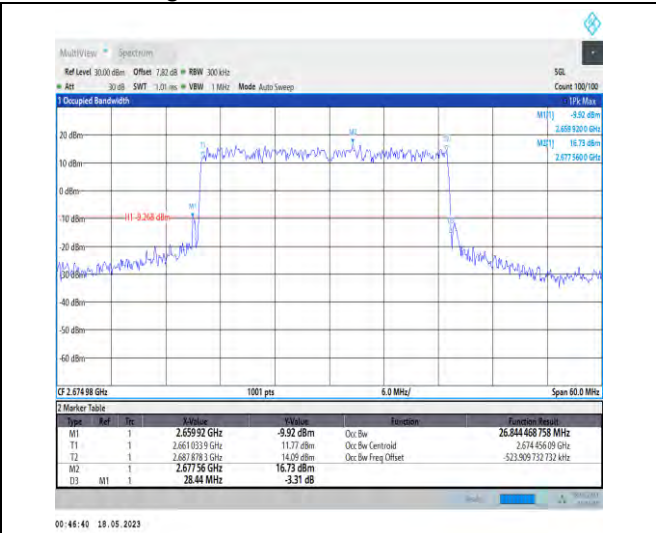 MultiView Spectrum
Ref Level 30.00 dBm Offset 7.82 dB RBW 300 kHz SGL
Att 30 dB SWT 1.01 ms VBW 1 MHz Mode Auto Sweep Count 100/100
1 Occupied Bandwidth 1Pk Max
M1[1] -9.92 dBm
2.659 920 0 GHz
M2[1] 16.73 dBm
2.677 560 0 GHz
20 dBm
M2
T1
10 dBm
0 dBm
M1
-10 dBm
H1 -9.268 dBm
-20 dBm
-30 dBm
-40 dBm
-50 dBm
-60 dBm
CF 2.674 98 GHz 1001 pts 6.0 MHz/ Span 60.0 MHz
2 Marker Table
Type Ref Trc X-Value Y-Value Function Function Result
M1 1 2.659 92 GHz -9.92 dBm Occ Bw 26.844 468 758 MHz
T1 1 2.661 033 9 GHz 11.77 dBm Occ Bw Centroid 2.674 456 09 GHz
T2 1 2.687 878 3 GHz 14.09 dBm Occ Bw Freq Offset -523.909 732 732 kHz
M2 1 2.677 56 GHz 16.73 dBm
D3 M1 1 28.44 MHz -3.31 dB
00:46:40 18.05.2023